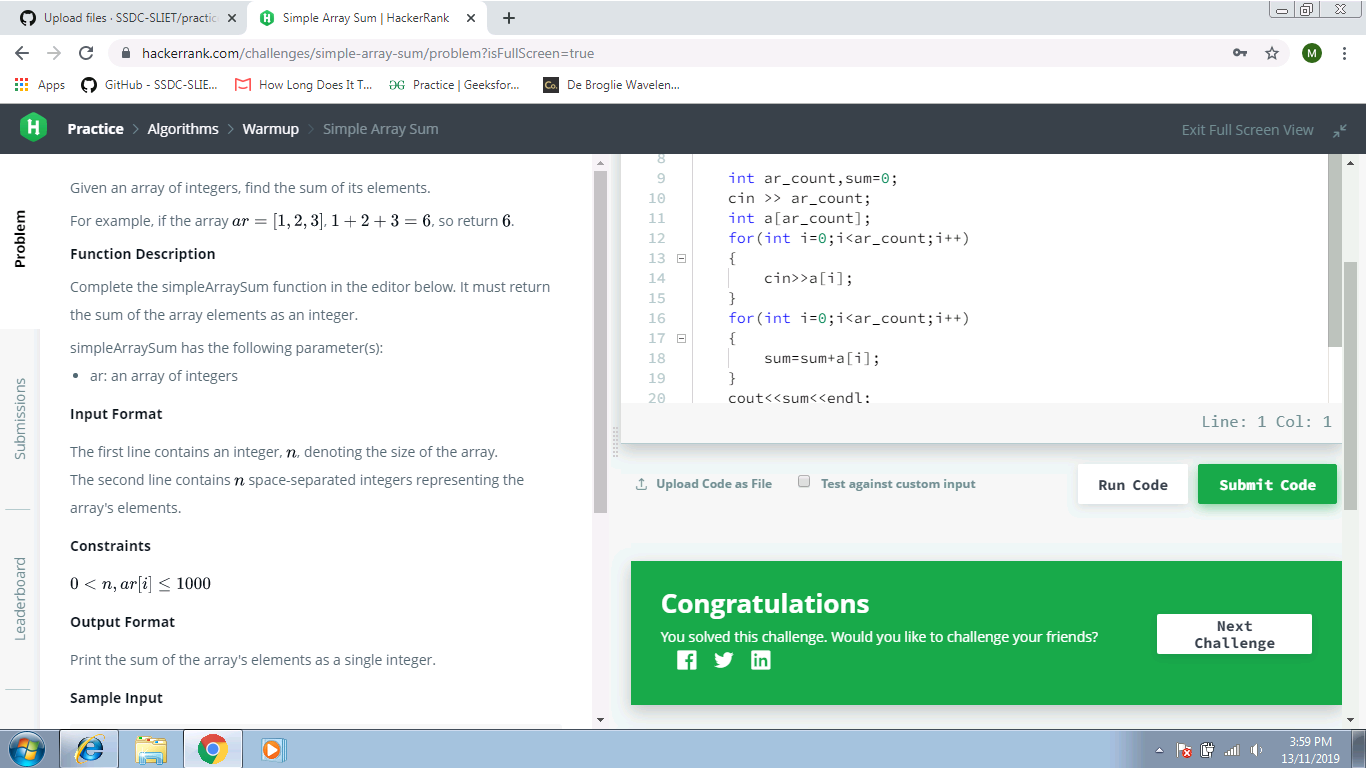 Upload files · SSDC-SLIET/practic
Simple Array Sum | HackerRank
hackerrank.com/challenges/simple-array-sum/problem?isFullScreen=true
M
Apps
GitHub - SSDC-SLIE...
How Long Does It T...
Practice | Geeksfor...
Co.
De Broglie Wavelen...
H
Practice > Algorithms > Warmup > Simple Array Sum
Exit Full Screen View
Problem
Submissions
Leaderboard
Given an array of integers, find the sum of its elements.
For example, if the array ar = [1, 2, 3], 1 + 2 + 3 = 6, so return 6.
Function Description
Complete the simpleArraySum function in the editor below. It must return
the sum of the array elements as an integer.
simpleArraySum has the following parameter(s):
• ar: an array of integers
Input Format
The first line contains an integer, n, denoting the size of the array.
The second line contains n space-separated integers representing the
array's elements.
Constraints
0 < n, ar[i] ≤ 1000
Output Format
Print the sum of the array's elements as a single integer.
Sample Input
8
9 int ar_count,sum=0;
10 cin >> ar_count;
11 int a[ar_count];
12 for(int i=0;i<ar_count;i++)
13 {
14 cin>>a[i];
15 }
16 for(int i=0;i<ar_count;i++)
17 {
18 sum=sum+a[i];
19 }
20 cout<<sum<<endl;
Line: 1 Col: 1
Upload Code as File
Test against custom input
Run Code
Submit Code
Congratulations
You solved this challenge. Would you like to challenge your friends?
Next
Challenge
3:59 PM
13/11/2019